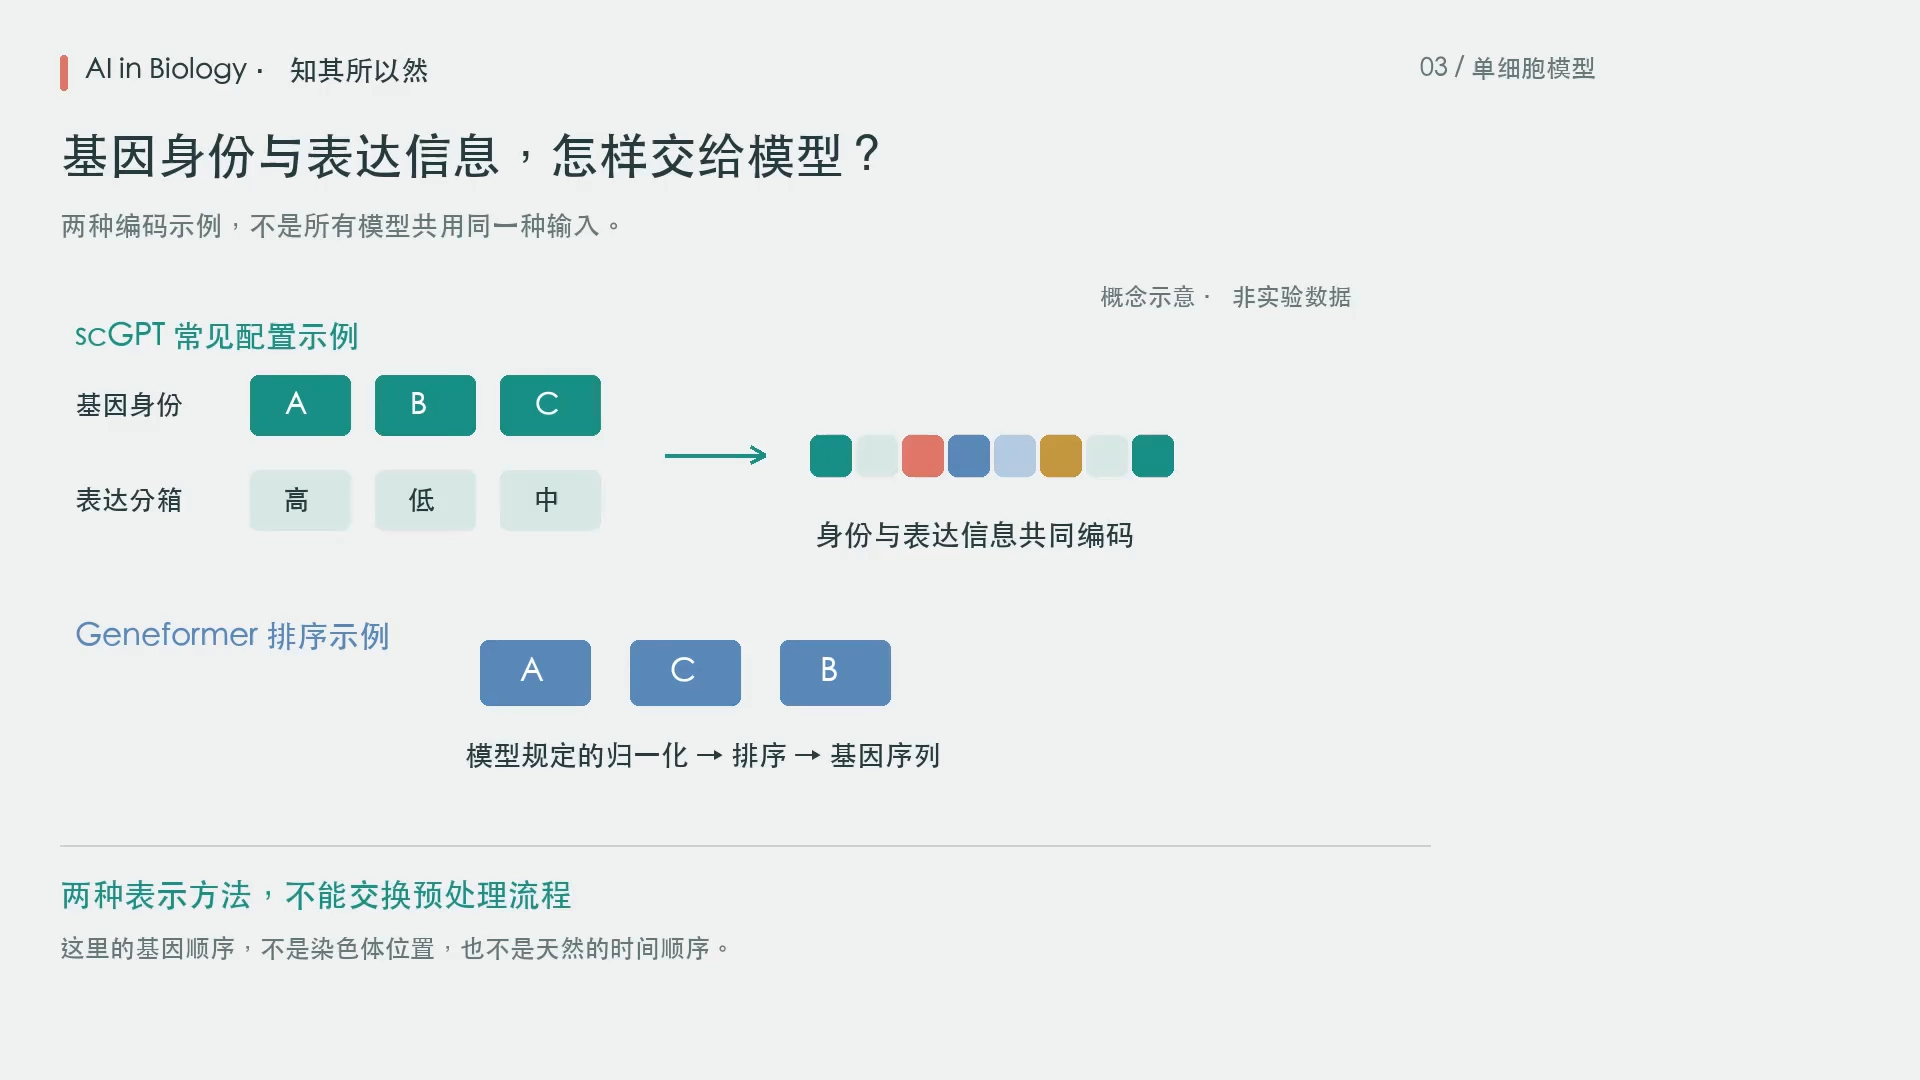 AI in Biology · 知其所以然
03 / 单细胞模型
基因身份与表达信息，怎样交给模型？
两种编码示例，不是所有模型共用同一种输入。
概念示意 · 非实验数据
scGPT 常见配置示例
基因身份 A B C
表达分箱 高 低 中
身份与表达信息共同编码
Geneformer 排序示例
A C B
模型规定的归一化 → 排序 → 基因序列
两种表示方法，不能交换预处理流程
这里的基因顺序，不是染色体位置，也不是天然的时间顺序。